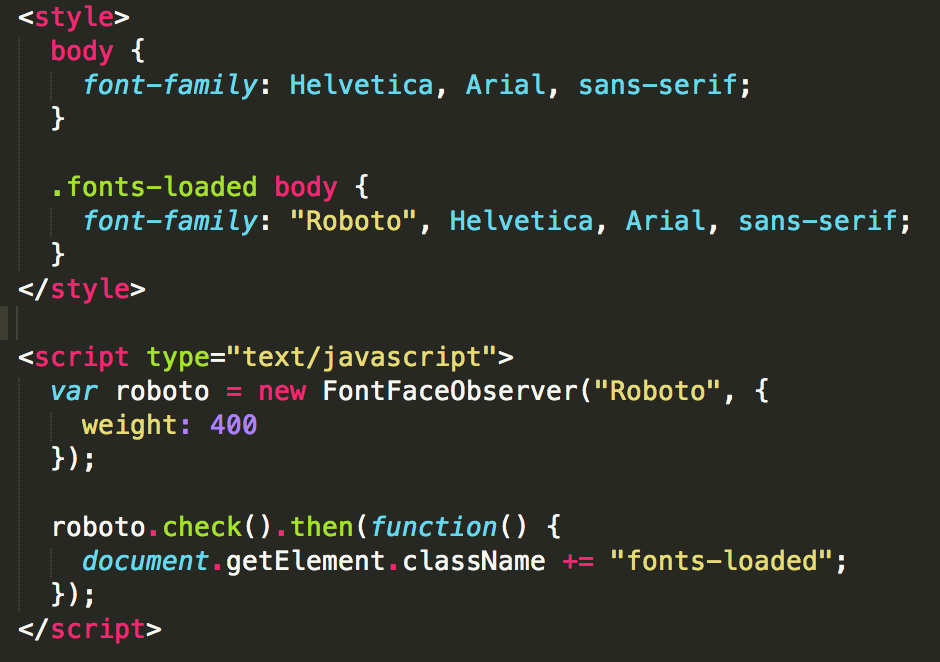 <style>
  body {
    font-family: Helvetica, Arial, sans-serif;
  }

  .fonts-loaded body {
    font-family: "Roboto", Helvetica, Arial, sans-serif;
  }
</style>

<script type="text/javascript">
  var roboto = new FontFaceObserver("Roboto", {
    weight: 400
  });

  roboto.check().then(function() {
    document.getElement.className += "fonts-loaded";
  });
</script>